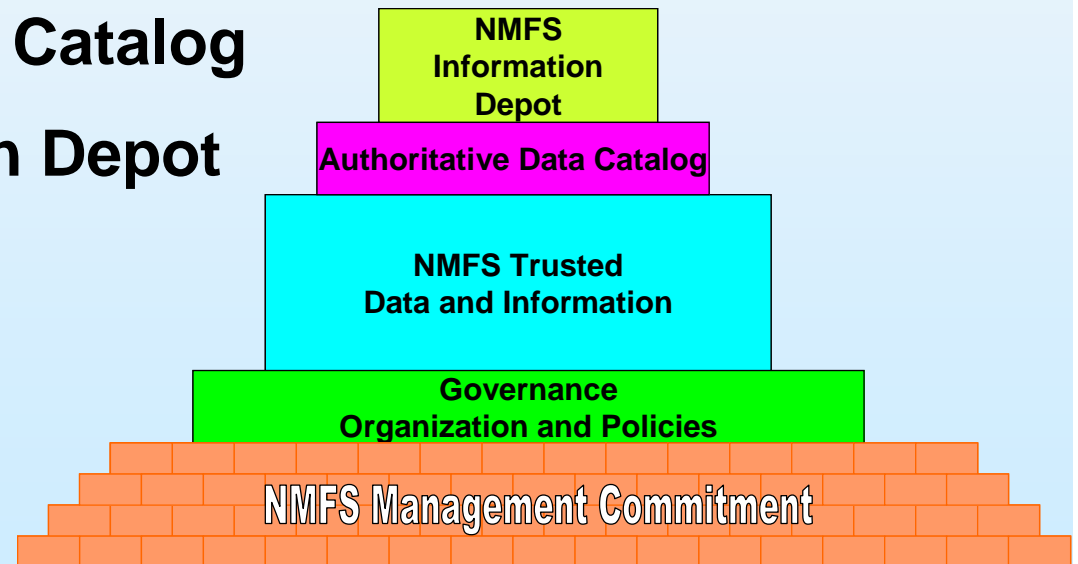 Catalog
n Depot
NMFS
Information
Depot
Authoritative Data Catalog
NMFS Trusted
Data and Information
Governance
Organization and Policies
NMFS Management Commitment